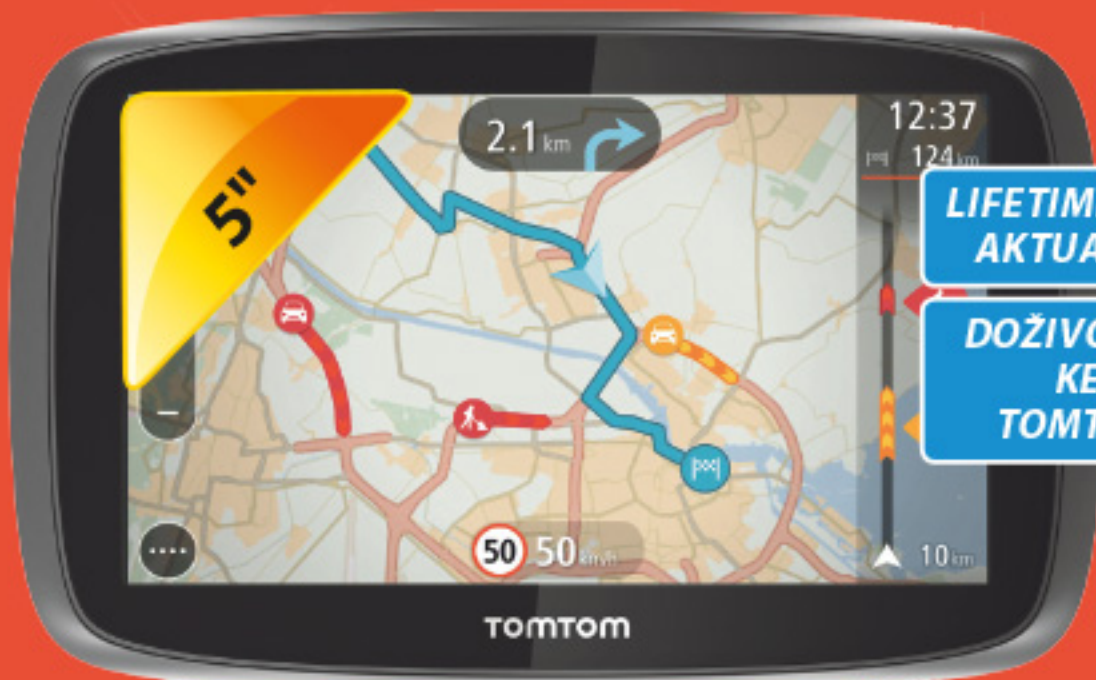 5"
2.1 km
12:37
124 km
LIFETIM
AKTUA
DOŽIVO
KE
TOMT
50 50 km/h
10 km
TOMTOM